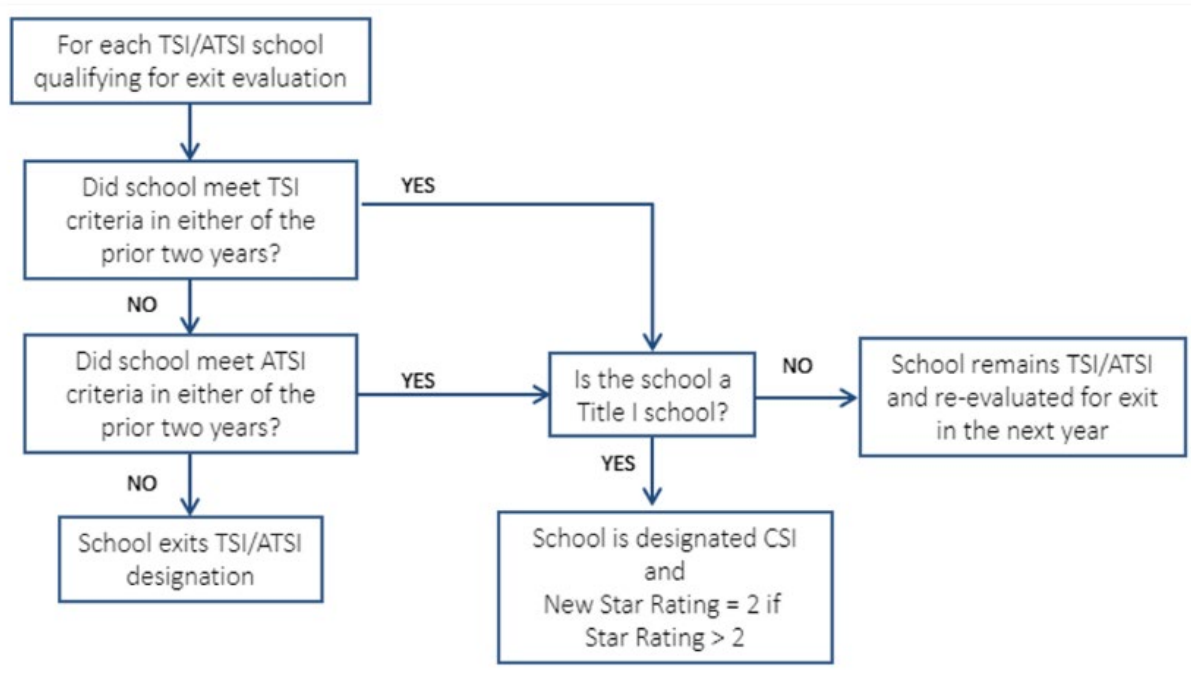 For each TSI/ATSI school
qualifying for exit evaluation
Did school meet TSI
criteria in either of the
prior two years?
YES
NO
Did school meet ATSI
criteria in either of the
prior two years?
YES
Is the school a
Title I school?
NO
School remains TSI/ATSI
and re-evaluated for exit
in the next year
NO
YES
School exits TSI/ATSI
designation
School is designated CSI
and
New Star Rating = 2 if
Star Rating > 2